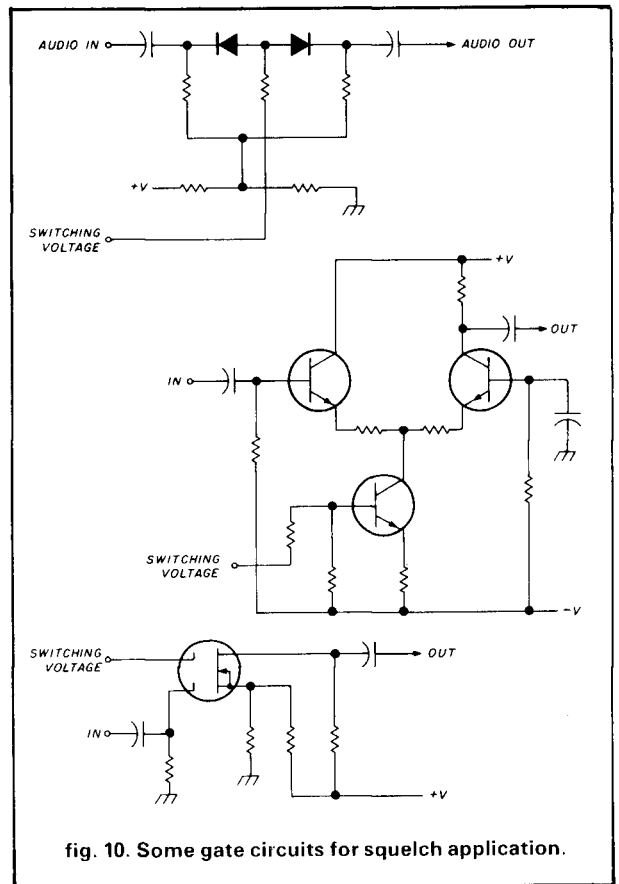 AUDIO IN
AUDIO OUT
+V
SWITCHING
VOLTAGE
+V
OUT
IN
SWITCHING
VOLTAGE
-V
SWITCHING
VOLTAGE
OUT
IN
+V
fig. 10. Some gate circuits for squelch application.